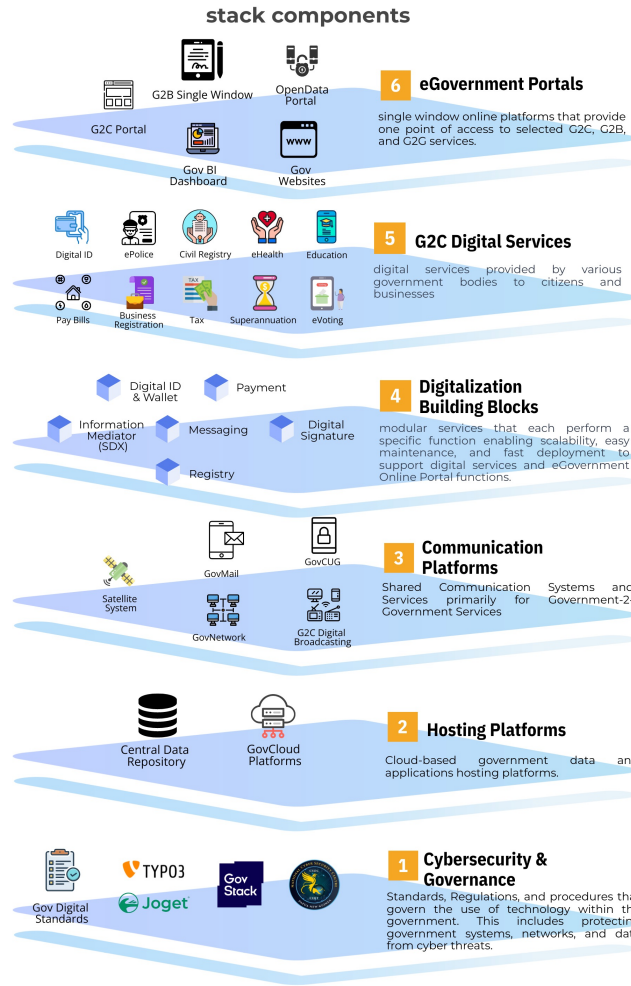 stack components
G2B Single Window
OpenData
Portal
G2C Portal
www
Gov BI
Dashboard
Gov
Websites
6 eGovernment Portals
single window online platforms that provide
one point of access to selected G2C, G2B,
and G2G services.
Digital ID
ePolice
Civil Registry
eHealth
Education
TAX
Pay Bills
Business
Registration
Tax
Superannuation
eVoting
5 G2C Digital Services
digital services provided by various
government bodies to citizens and
businesses
Digital ID
& Wallet
Payment
Information
Mediator
(SDX)
Messaging
Digital
Signature
Registry
4 Digitalization
Building Blocks
modular services that each perform a
specific function enabling scalability, easy
maintenance, and fast deployment to
support digital services and eGovernment
Online Portal functions.
GovMail
GovCUG
Satellite
System
GovNetwork
G2C Digital
Broadcasting
3 Communication
Platforms
Shared Communication Systems and
Services primarily for Government-2-
Government Services
Central Data
Repository
GovCloud
Platforms
2 Hosting Platforms
Cloud-based government data an
applications hosting platforms.
Gov Digital
Standards
TYPO3
Joget
Gov
Stack
1 Cybersecurity &
Governance
Standards, Regulations, and procedures tha
govern the use of technology within th
government. This includes protectin
government systems, networks, and dat
from cyber threats.